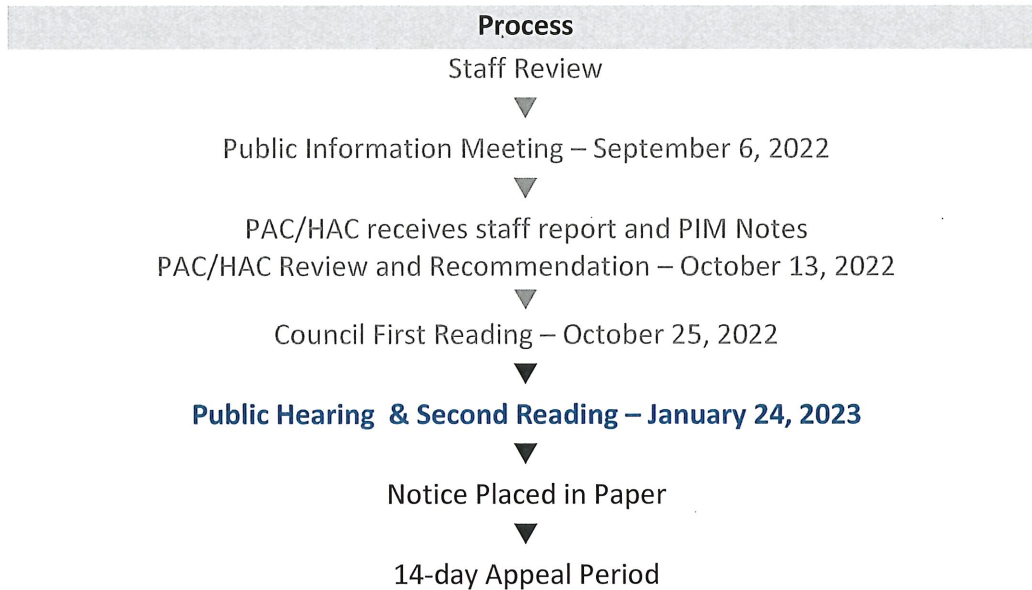 Process
Staff Review
Public Information Meeting – September 6, 2022
PAC/HAC receives staff report and PIM Notes
PAC/HAC Review and Recommendation – October 13, 2022
Council First Reading – October 25, 2022
Public Hearing & Second Reading – January 24, 2023
Notice Placed in Paper
14-day Appeal Period